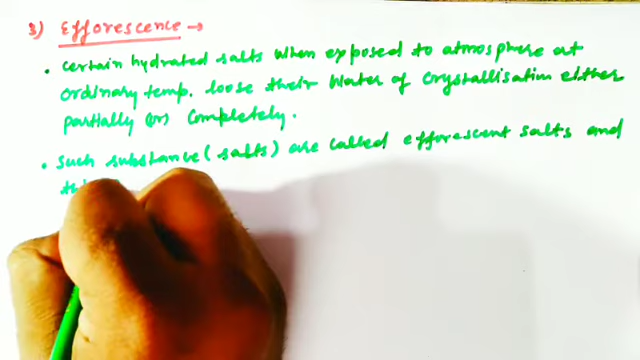 3) Efforescence →
• certain hydrated salts when exposed to atmosphere at
ordinary temp. loose their water of crystallisation either
partially (or) completely.
• Such substance (salts) are called efforescent salts and